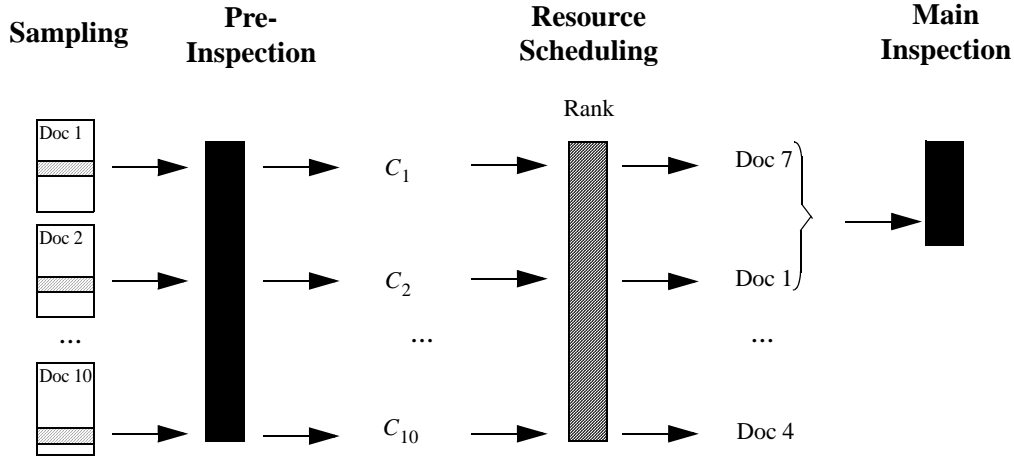 Sampling
Pre-
Inspection
Resource
Scheduling
Main
Inspection
Rank
Doc 1
C1
Doc 7
Doc 2
C2
Doc 1
...
...
...
Doc 10
C10
Doc 4